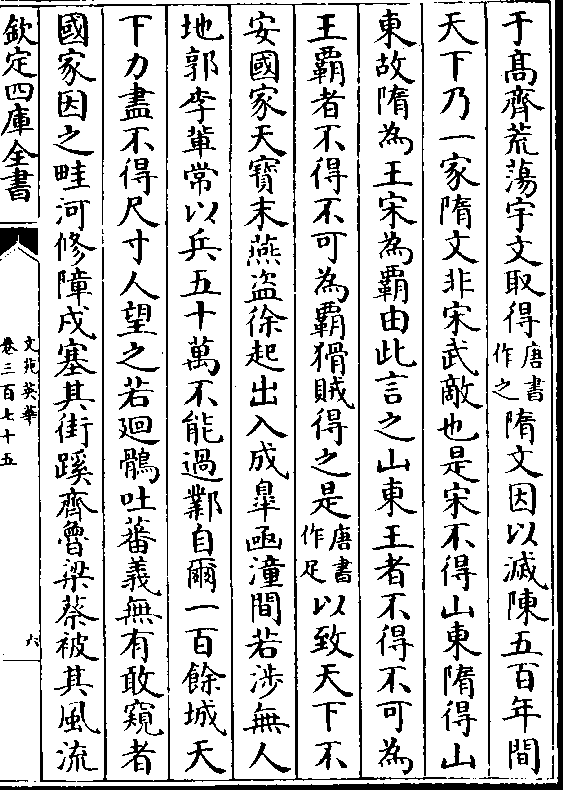 于髙齊荒蕩宇文取得唐書作之隋文因以滅陳五百年間
天下乃一家隋文非宋武敵也是宋不得山東隋得山
東故隋為王宋為霸由此言之山東王者不得不可為
王霸者不得不可為霸猾賊得之是唐書作足以致天下不
安國家天寳末燕盗徐起出入成臯凾潼間若涉無人
地郭李軰常以兵五十萬不能過鄴自爾一百餘城天
下力盡不得尺寸人望之若廻鶻吐蕃義無有敢窺者
國家因之畦河修障戍塞其街蹊齊魯梁蔡被其風流
欽定四庫全書
文苑英華
卷三百七十五
六